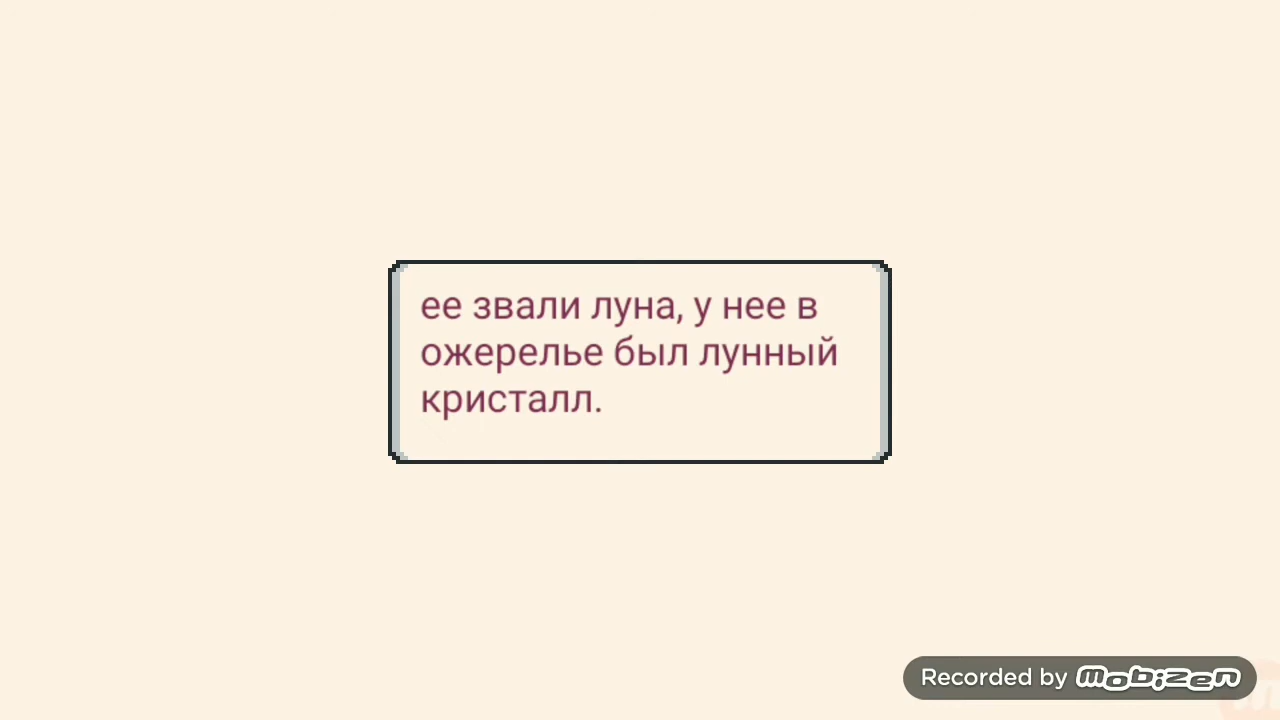 ее звали луна, у нее в
ожерелье был лунный
кристалл.
Recorded by mobizen